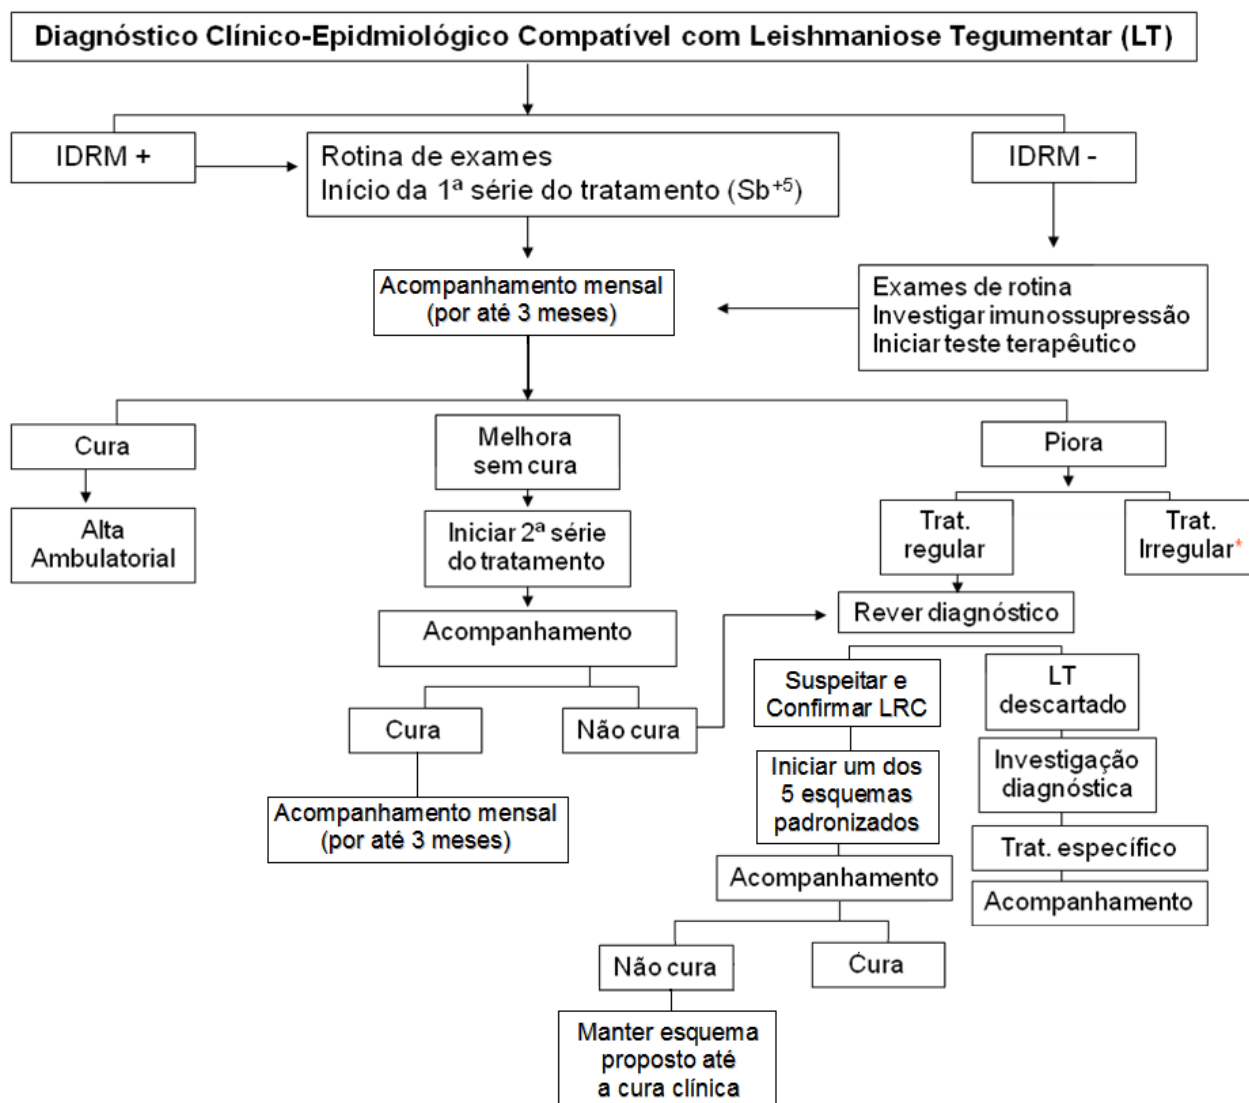 Diagnóstico Clínico-Epidmiológico Compatível com Leishmaniose Tegumentar (LT)
IDRM +
Rotina de exames
Início da 1ª série do tratamento (Sb+5)
IDRM -
Acompanhamento mensal
(por até 3 meses)
Exames de rotina
Investigar imunossupressão
Iniciar teste terapêutico
Cura
Melhora
sem cura
Piora
Alta
Ambulatorial
Iniciar 2ª série
do tratamento
Trat.
regular
Trat.
Irregular*
Acompanhamento
Rever diagnóstico
Cura
Não cura
Suspeitar e
Confirmar LRC
LT
descartado
Acompanhamento mensal
(por até 3 meses)
Iniciar um dos
5 esquemas
padronizados
Investigação
diagnóstica
Trat. específico
Acompanhamento
Acompanhamento
Não cura
Cura
Manter esquema
proposto até
a cura clínica